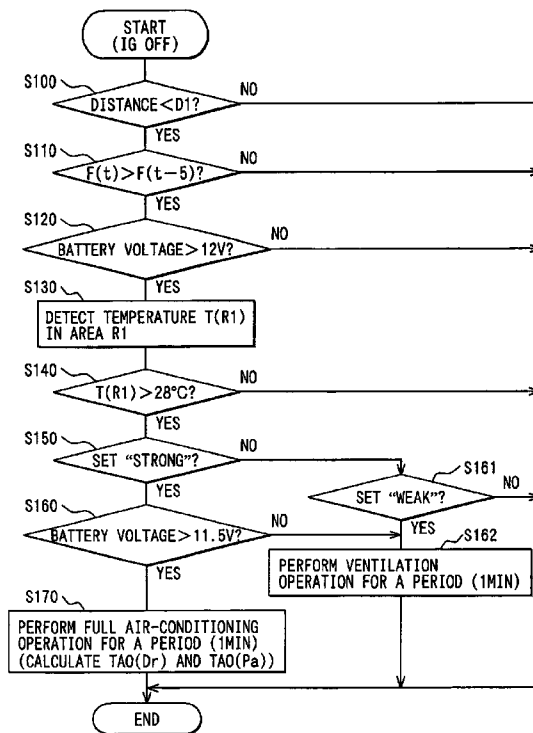 START
(IG OFF)
S100
DISTANCE<D1?
NO
YES
S110
F(t)>F(t−5)?
NO
YES
S120
BATTERY VOLTAGE>12V?
NO
YES
S130
DETECT TEMPERATURE T(R1)
IN AREA R1
S140
T(R1)>28°C?
NO
YES
S150
SET "STRONG"?
NO
YES
S161
SET "WEAK"?
NO
YES
S160
BATTERY VOLTAGE>11.5V?
NO
YES
S162
PERFORM VENTILATION
OPERATION FOR A PERIOD (1MIN)
S170
PERFORM FULL AIR-CONDITIONING
OPERATION FOR A PERIOD (1MIN)
(CALCULATE TAO(Dr) AND TAO(Pa))
END